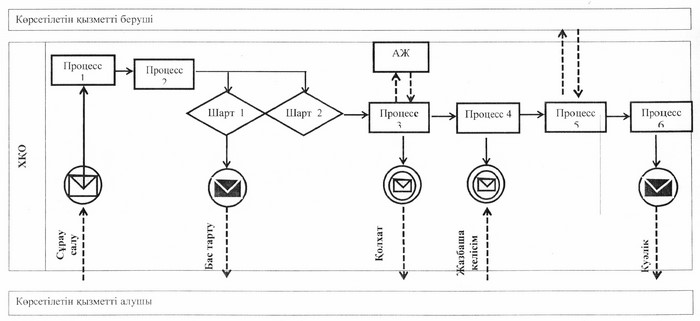 Көрсетілетін қызметті беруші
АЖ
Процесс
1
Процесс
2
Шарт 1
Шарт 2
Процесс
3
Процесс 4
Процесс
5
Процесс
6
ХКО
Сұрау
салу
Бас тарту
Қолхат
Жазбаша
келісім
Куәлік
Көрсетілетін қызметті алушы